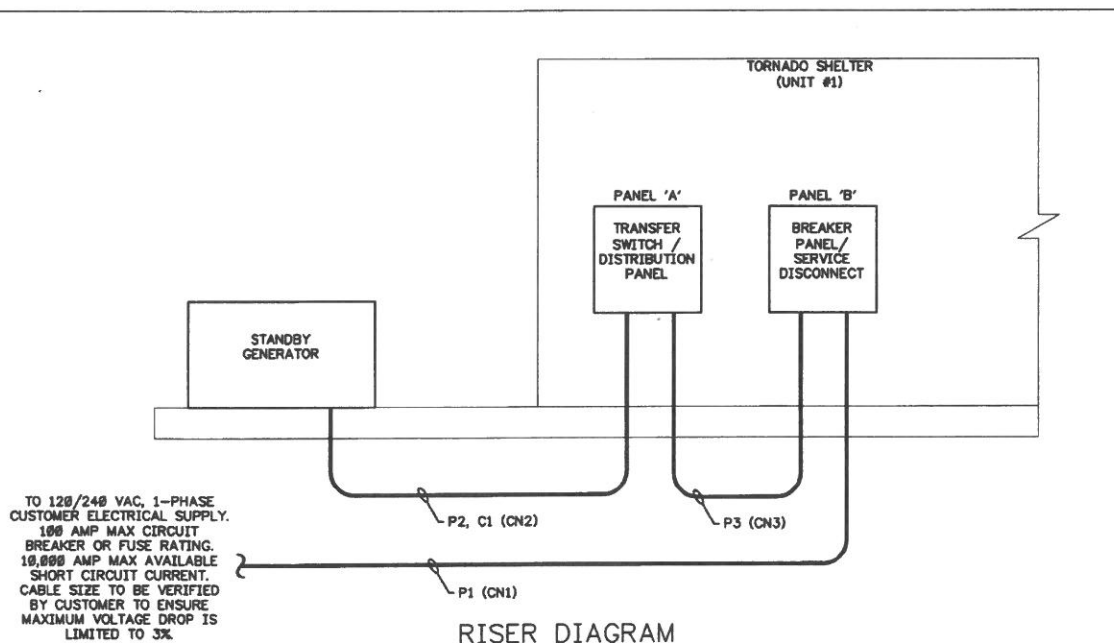 TORNADO SHELTER
(UNIT #1)
PANEL 'A'
TRANSFER
SWITCH /
DISTRIBUTION
PANEL
PANEL 'B'
BREAKER
PANEL/
SERVICE
DISCONNECT
STANDBY
GENERATOR
P2, C1 (CN2)
P3 (CN3)
TO 120/240 VAC, 1-PHASE
CUSTOMER ELECTRICAL SUPPLY.
100 AMP MAX CIRCUIT
BREAKER OR FUSE RATING.
10,000 AMP MAX AVAILABLE
SHORT CIRCUIT CURRENT.
CABLE SIZE TO BE VERIFIED
BY CUSTOMER TO ENSURE
MAXIMUM VOLTAGE DROP IS
LIMITED TO 3%
P1 (CN1)
RISER DIAGRAM